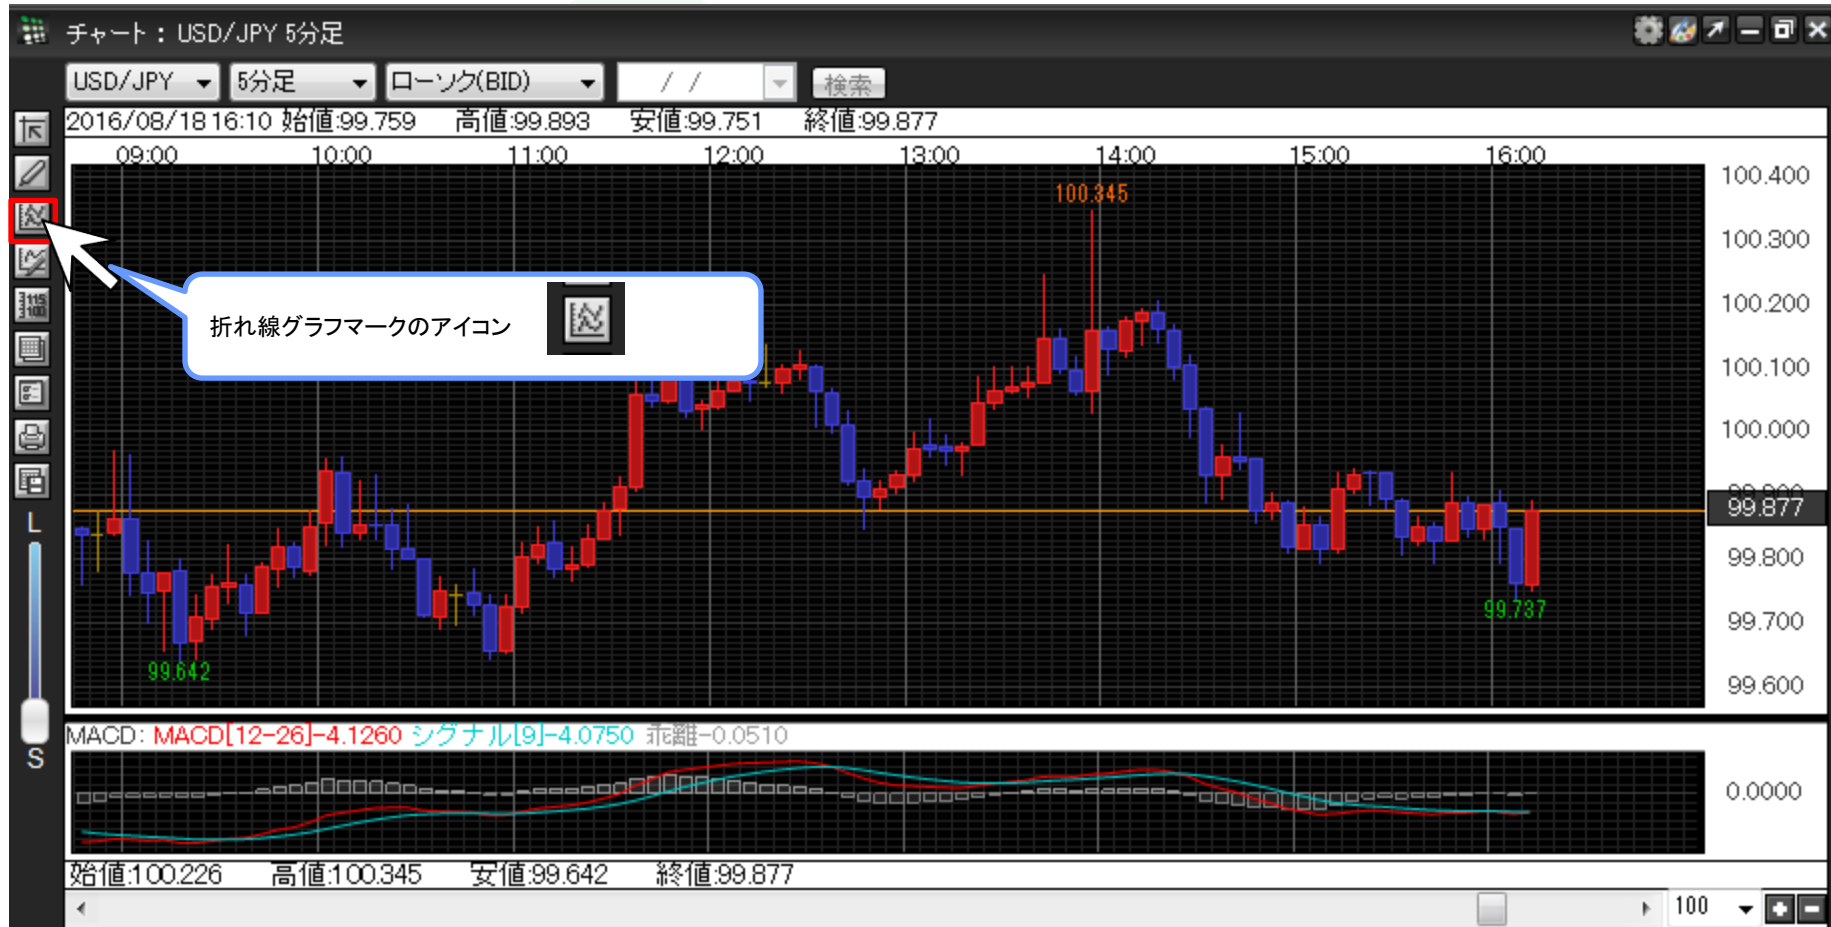 チャート：USD/JPY 5分足
USD/JPY 5分足 ローソク(BID) / / 検索
2016/08/18 16:10 始値:99.759 高値:99.893 安値:99.751 終値:99.877
09:00 10:00 11:00 12:00 13:00 14:00 15:00 16:00
100.400
100.345
100.300
100.200
115
100
折れ線グラフマークのアイコン
100.100
100.000
99.900
99.877
L
99.800
99.737
99.700
99.642
99.600
MACD: MACD[12-26]-4.1260 シグナル[9]-4.0750 乖離-0.0510
S
0.0000
始値:100.226 高値:100.345 安値:99.642 終値:99.877
100